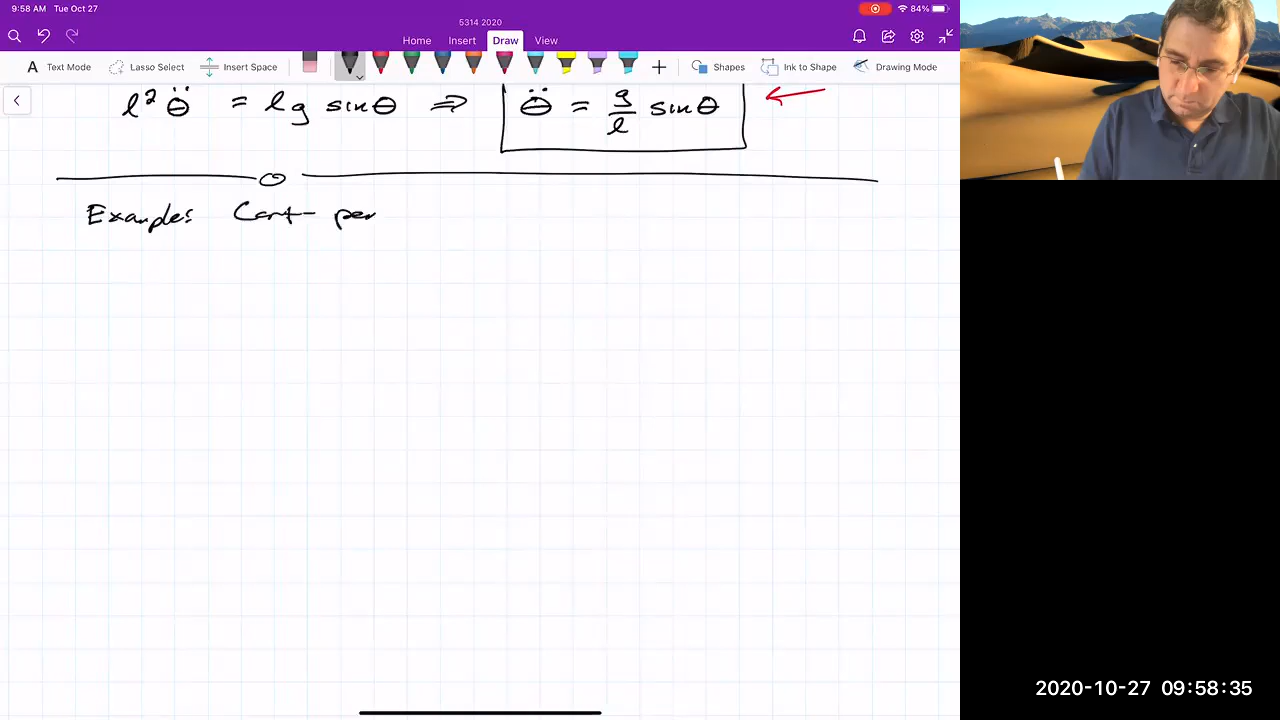 9:58 AM Tue Oct 27
84%
5314 2020
Home Insert Draw View
A Text Mode Lasso Select Insert Space + Shapes Ink to Shape Drawing Mode
l² θ̈ = lg sinθ ⇒ θ̈ = g/l sinθ
Examples Cart-pen
2020-10-27 09:58:35